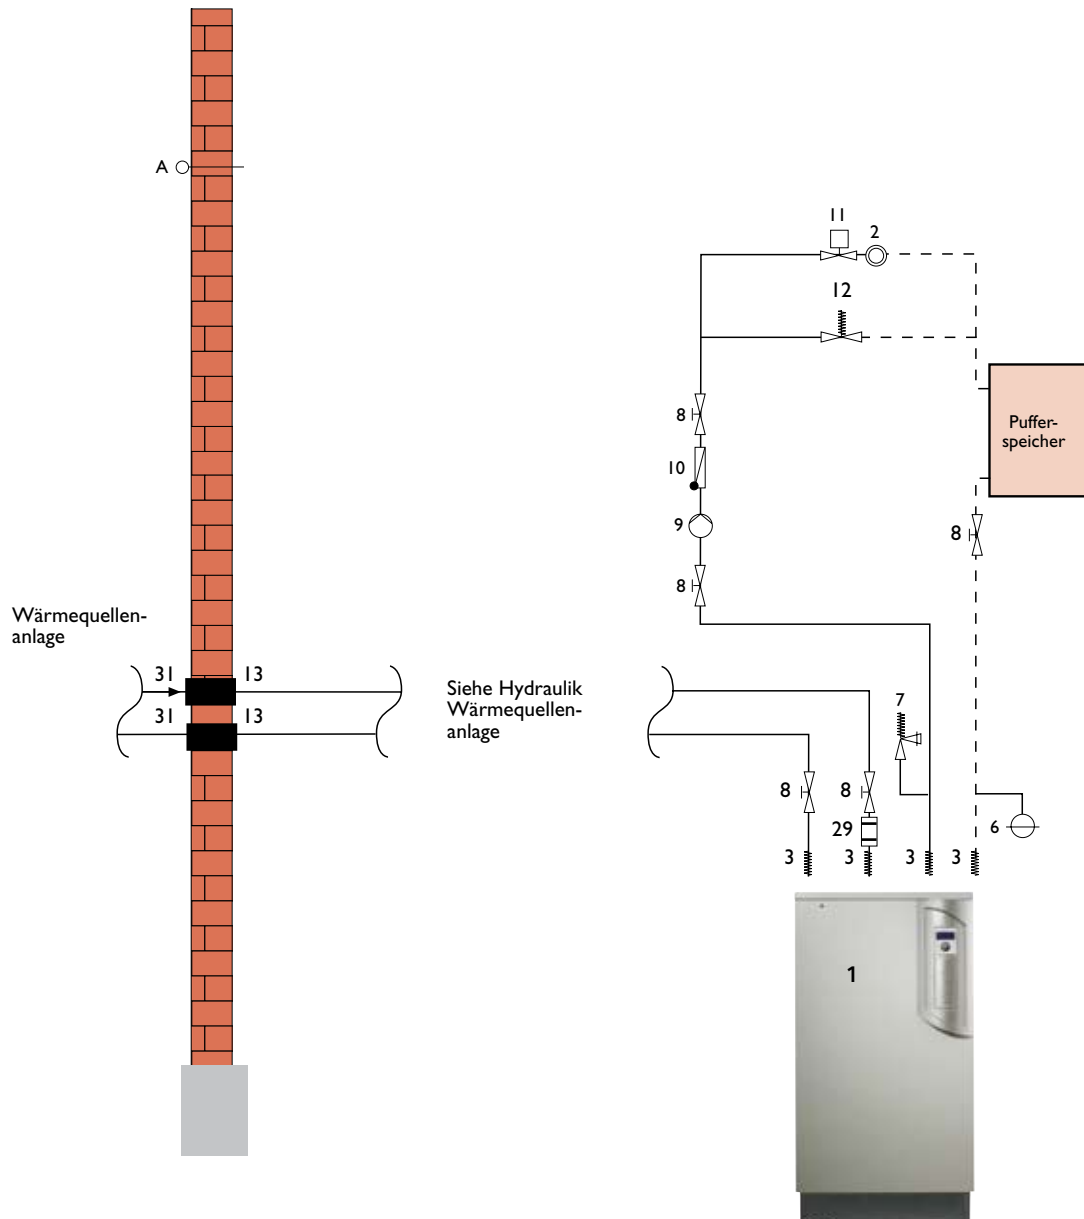 A
11
2
12
8
Puffer-
speicher
10
9
8
8
Wärmequellen-
anlage
31
13
31
13
Siehe Hydraulik
Wärmequellen-
anlage
7
8
8
29
6
3
3
3
3
1